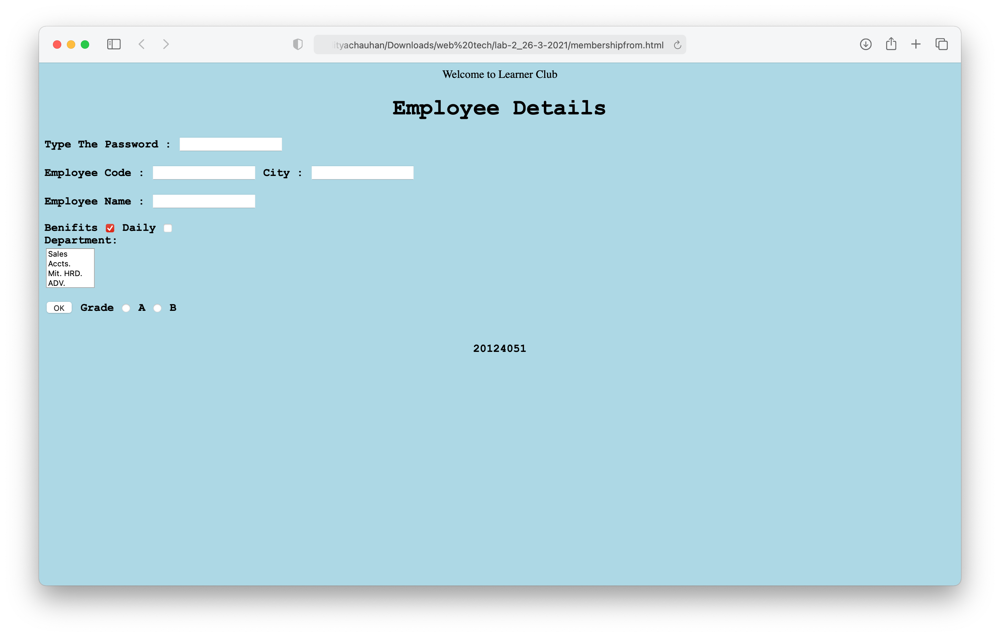 ityachauhan/Downloads/web%20tech/lab-2_26-3-2021/membershipfrom.html
Welcome to Learner Club
Employee Details
Type The Password :
Employee Code : City :
Employee Name :
Benifits Daily
Department:
Sales
Accts.
Mit. HRD.
ADV.
OK Grade A B
20124051